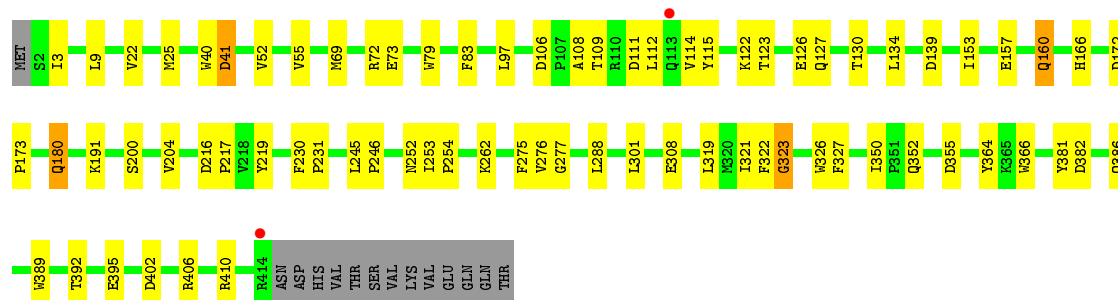 MET S2 I3 L9 V22 M25 W40 D41 V52 V55 M69 R72 E73 W79 F83 L97 D106 P107 A108 T109 R110 D111 L112 Q113 V114 Y115 K122 T123 E126 Q127 T130 L134 D139 I153 E157 Q160 H166 D172
P173 Q180 K191 S200 V204 D216 P217 V218 Y219 F230 P231 L245 P246 N252 I253 P254 K262 F275 V276 G277 L288 L301 E308 L319 M320 I321 F322 G323 W326 F327 I350 P351 Q352 D355 Y364 K365 W366 Y381 D382
W389 T392 E395 D402 R406 R410 R414 ASN ASP HIS VAL THR SER VAL LYS VAL GLU GLN GLN THR